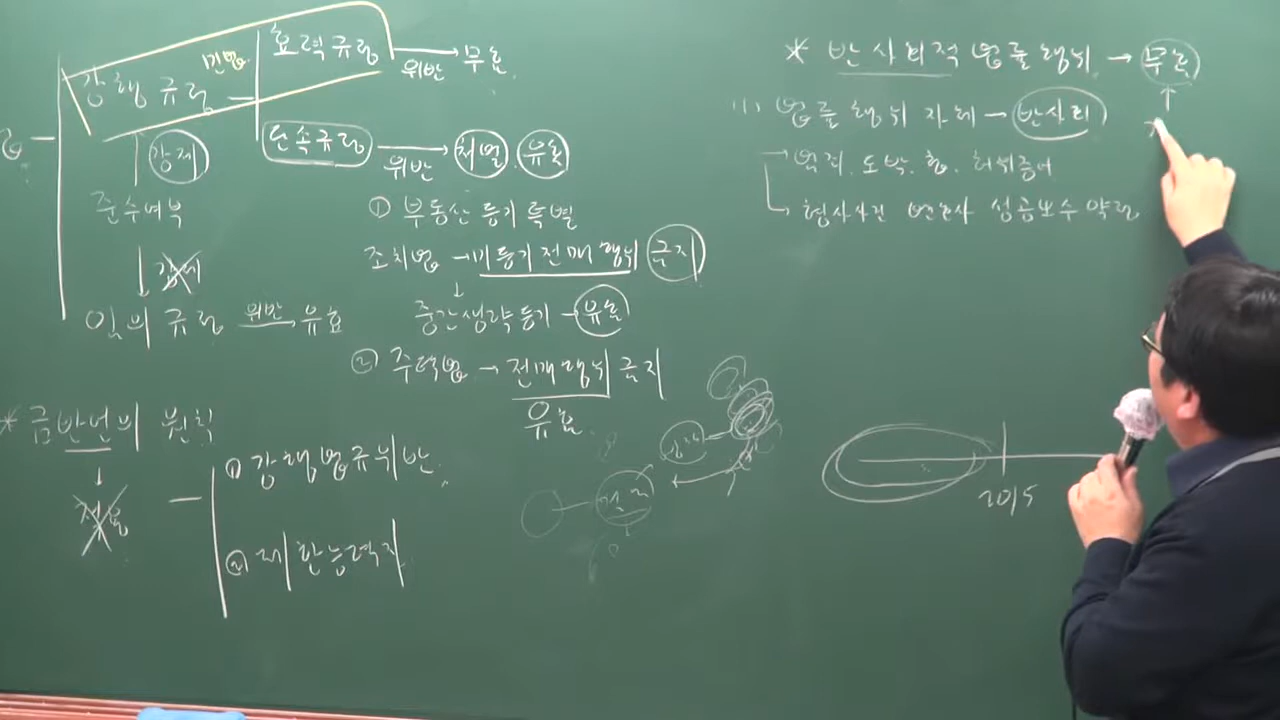 강행규정
민법
효력규정 위반 → 무효
강제
단속규정 위반 → 처벌, 유효
준수여부
강제
임의규정 위반 → 유효
① 부동산 등기 특별
조치법 → 미등기전매 행위 금지
↓
중간생략등기 → 유효
② 주택법 → 전매행위 금지
유효
* 금반언의 원칙
↓
적용
① 강행법규위반
② 제한능력자
* 반사회적 법률행위 → 무효
(1) 법률행위 자체 → 반사회
→ 범죄, 도박, 첩, 허위증언
→ 형사사건 변호사 성공보수약정
2015